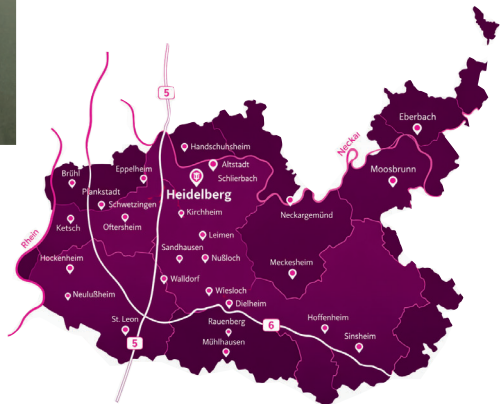 5
Eberbach
Neckar
Handschuhsheim
Altstadt
Moosbrunn
Eppelheim
Schlierbach
Brühl
Plankstadt
Heidelberg
Schwetzingen
Kirchheim
Neckargemünd
Ketsch
Oftersheim
Leimen
Rhein
Sandhausen
Nußloch
Hockenheim
Meckesheim
Walldorf
Neulußheim
Wiesloch
Dielheim
St. Leon
Rauenberg
6
Hoffenheim
5
Mühlhausen
Sinsheim